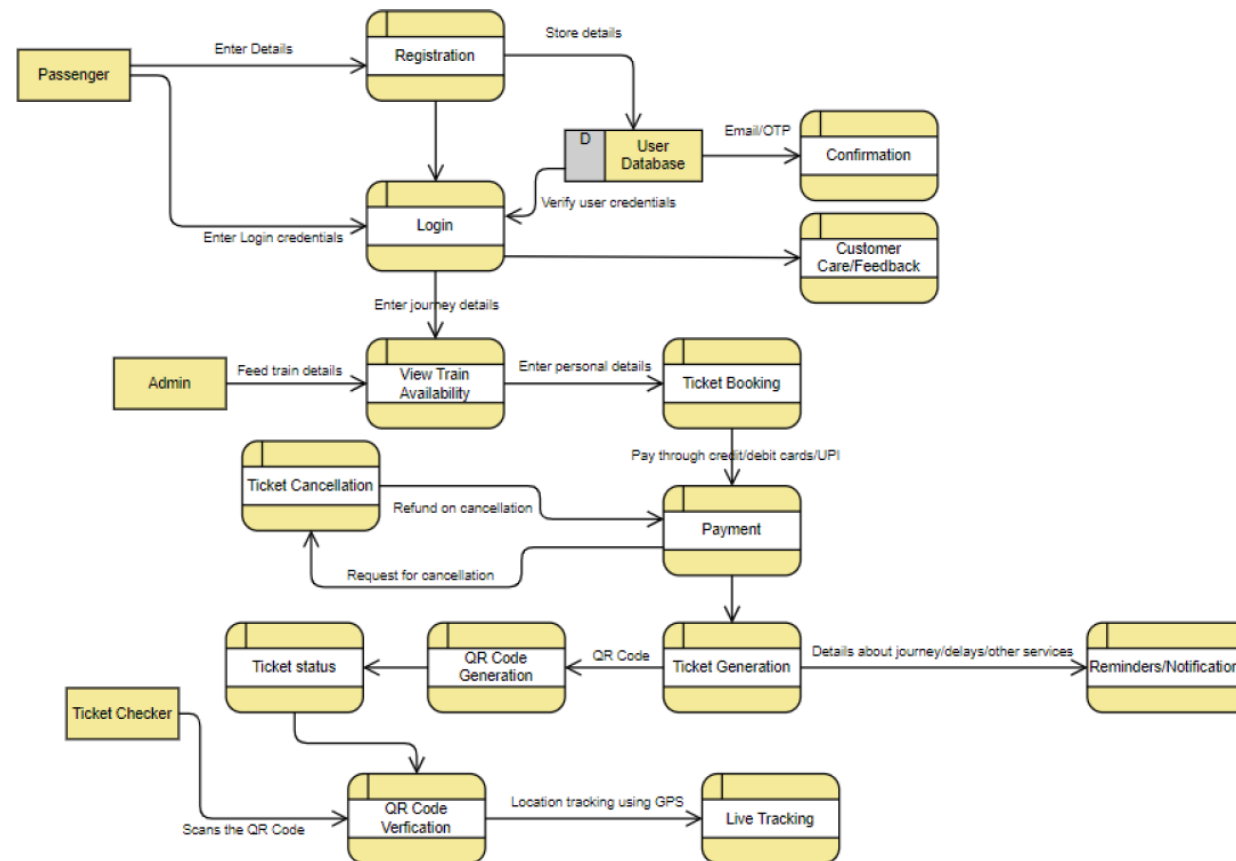 Enter Details
Registration
Store details
Passenger
D
User
Database
Email/OTP
Confirmation
Verify user credentials
Login
Enter Login credentials
Customer
Care/Feedback
Enter journey details
Admin
Feed train details
View Train
Availability
Enter personal details
Ticket Booking
Pay through credit/debit cards/UPI
Ticket Cancellation
Refund on cancellation
Payment
Request for cancellation
Ticket status
QR Code
Generation
QR Code
Ticket Generation
Details about journey/delays/other services
Reminders/Notification
Ticket Checker
Scans the QR Code
QR Code
Verfication
Location tracking using GPS
Live Tracking